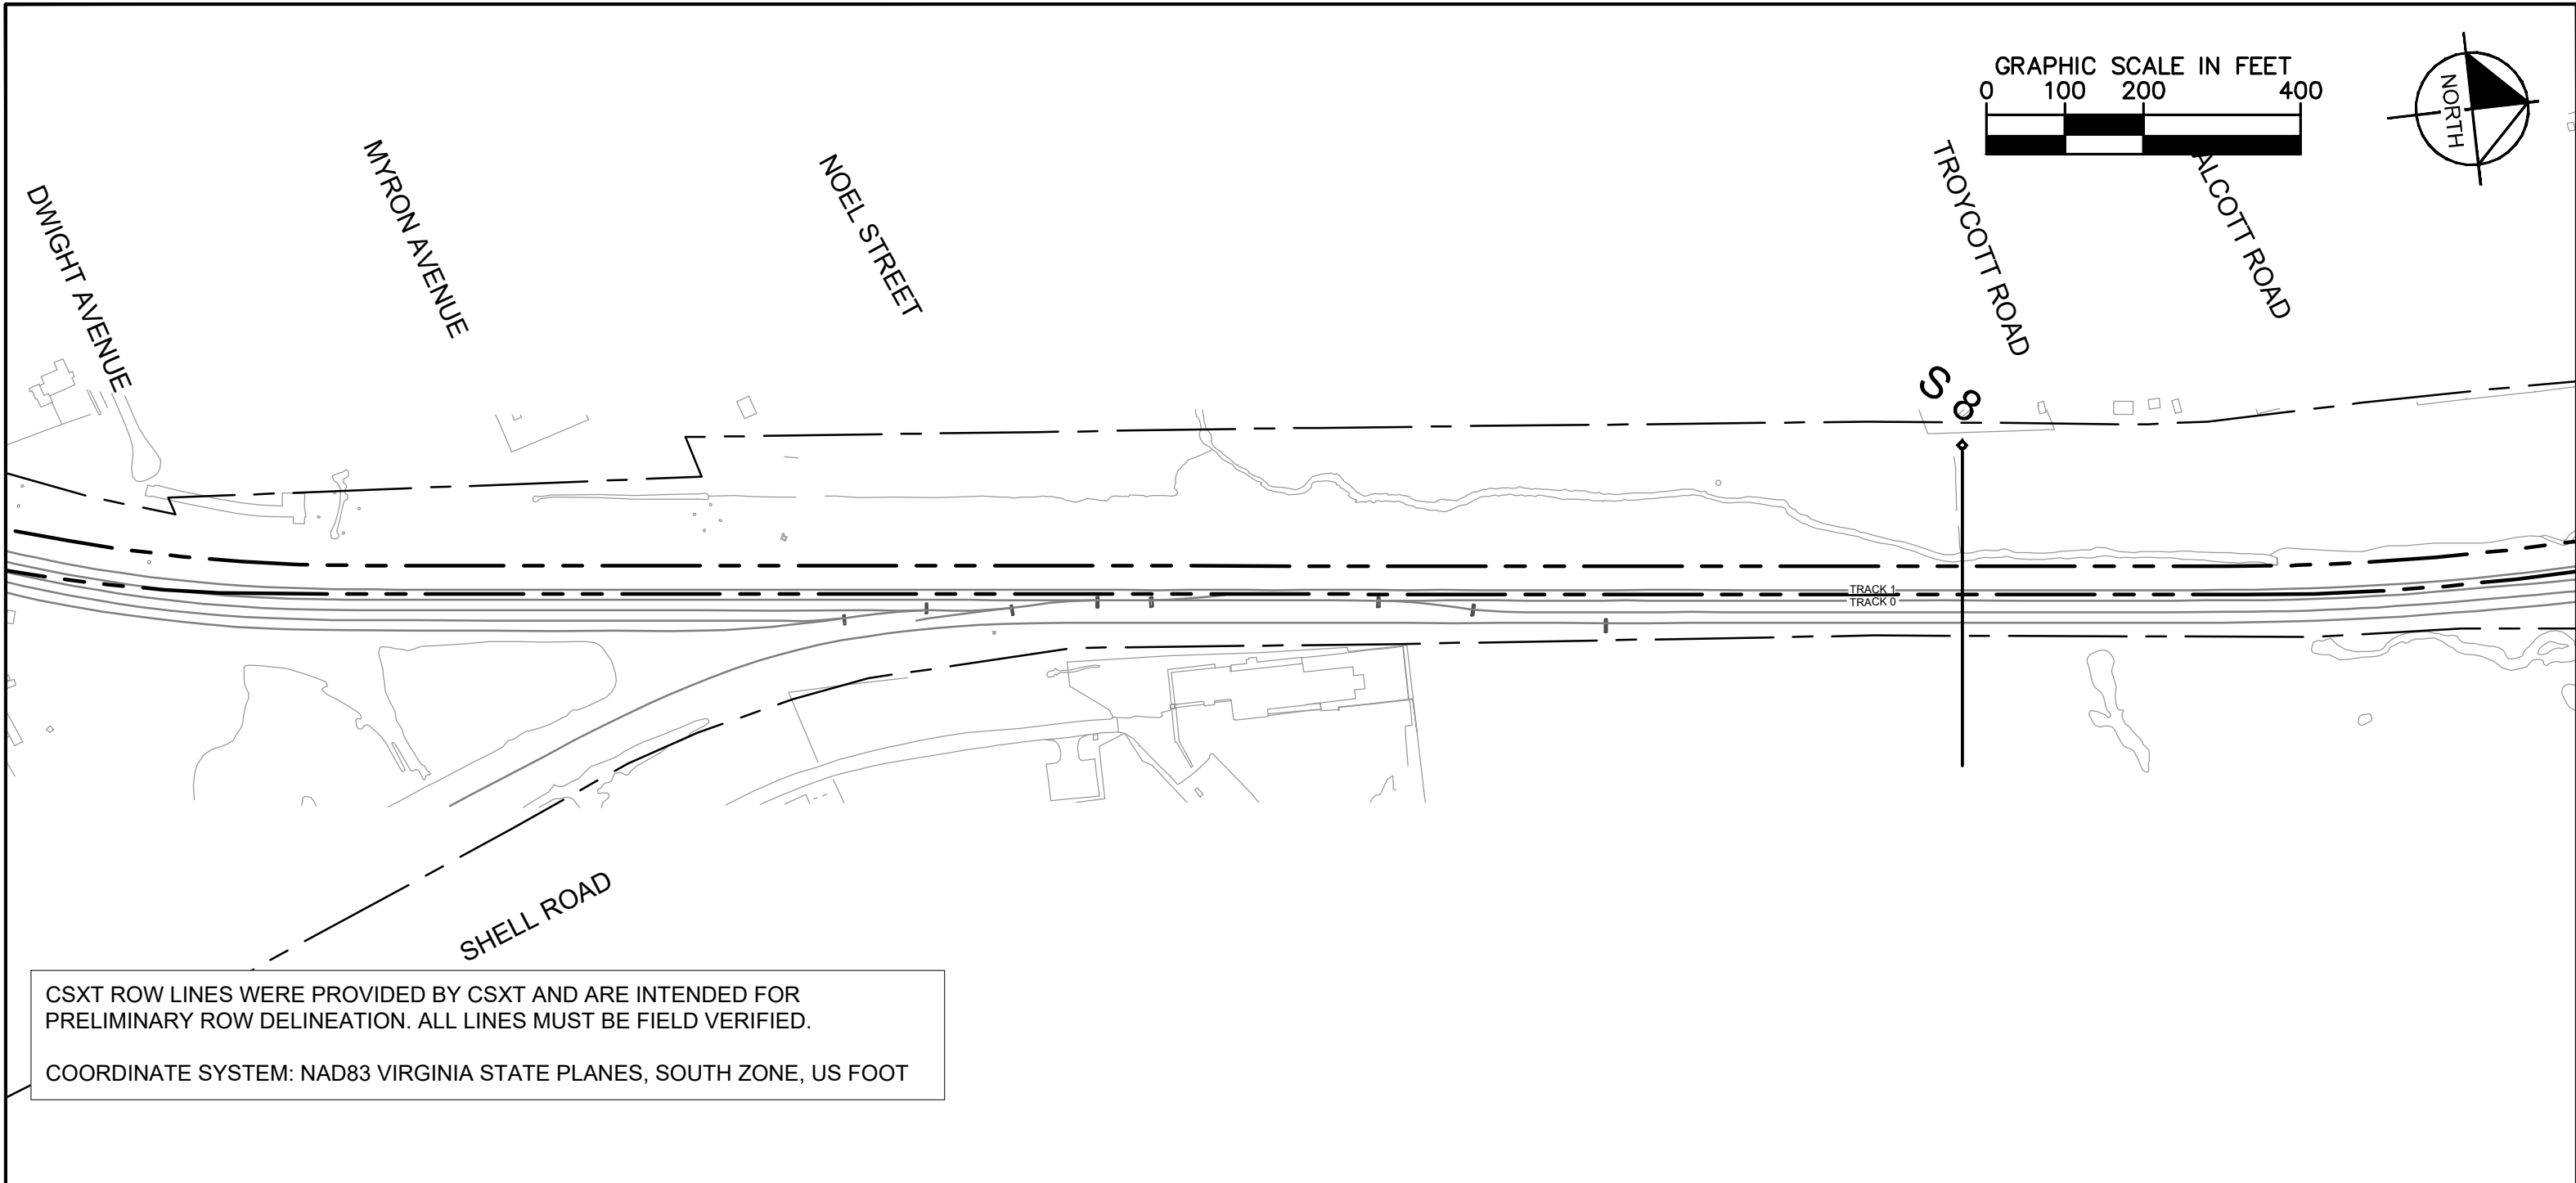 GRAPHIC SCALE IN FEET
0 100 200 400
NORTH
DWIGHT AVENUE
MYRON AVENUE
NOEL STREET
TROYCOTT ROAD
ALCOTT ROAD
S 8
TRACK 1
TRACK 0
SHELL ROAD
CSXT ROW LINES WERE PROVIDED BY CSXT AND ARE INTENDED FOR
PRELIMINARY ROW DELINEATION. ALL LINES MUST BE FIELD VERIFIED.
COORDINATE SYSTEM: NAD83 VIRGINIA STATE PLANES, SOUTH ZONE, US FOOT